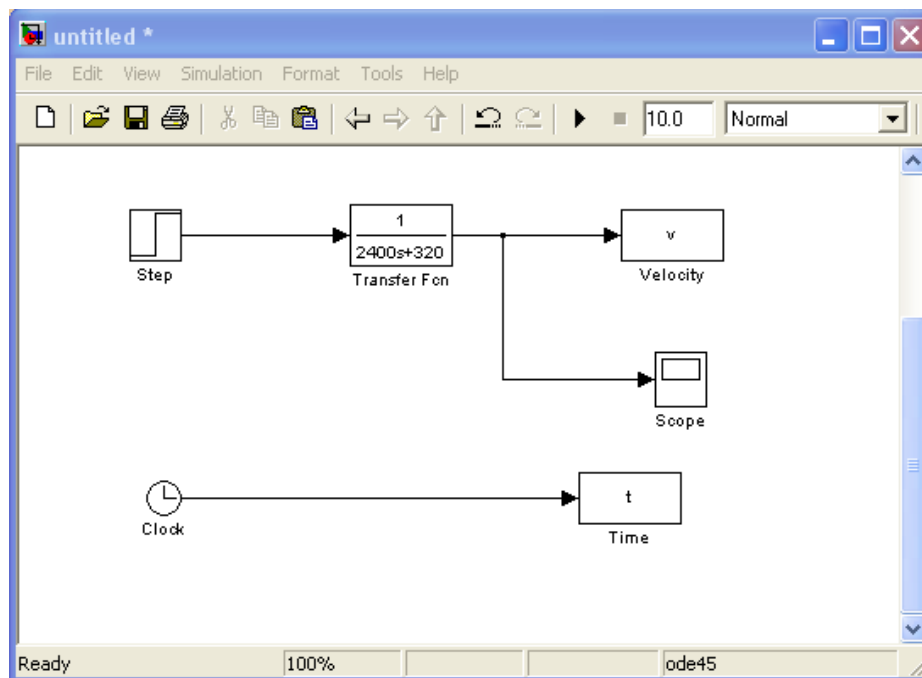 untitled *
File Edit View Simulation Format Tools Help
10.0 Normal
1
2400s+320
v
Step
Transfer Fcn
Velocity
Scope
t
Clock
Time
Ready 100% ode45